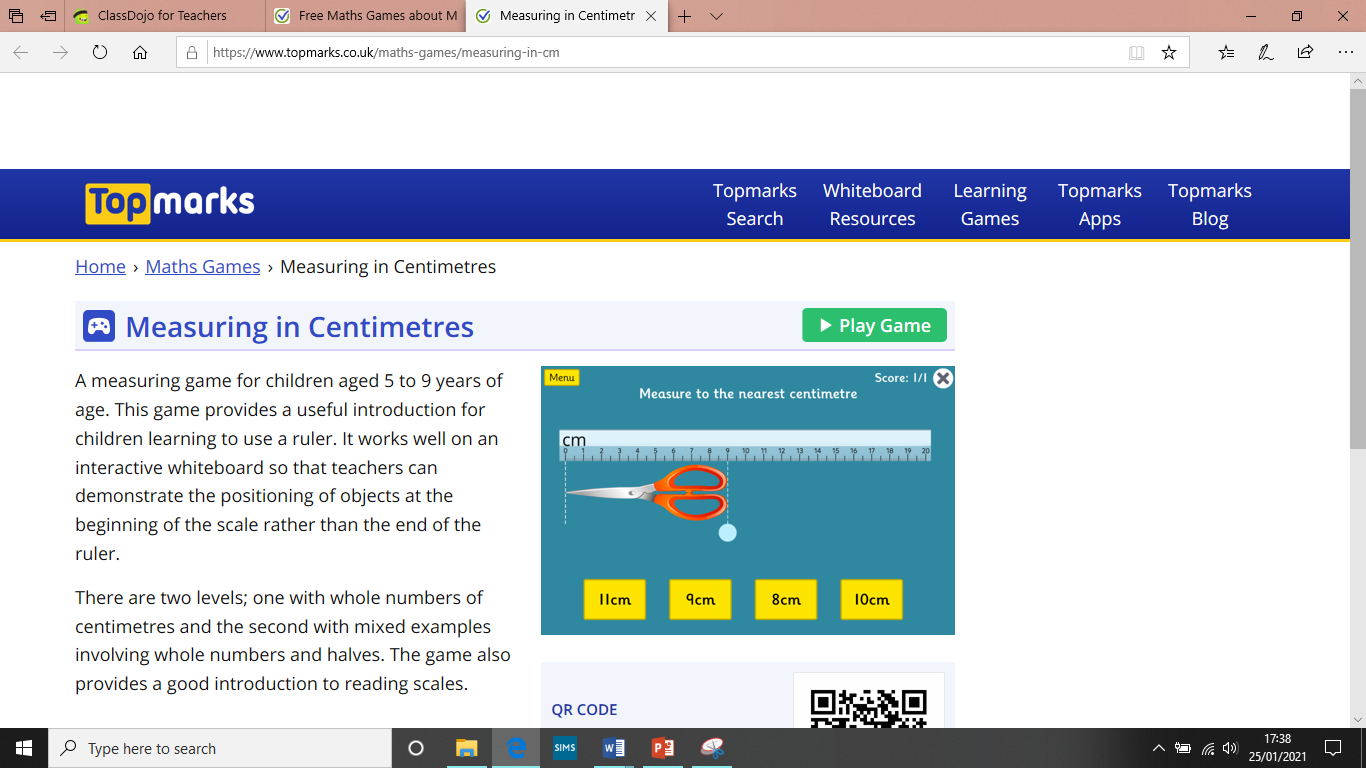 ClassDojo for Teachers
Free Maths Games about M
Measuring in Centimetr
https://www.topmarks.co.uk/maths-games/measuring-in-cm
Topmarks
Topmarks Search
Whiteboard Resources
Learning Games
Topmarks Apps
Topmarks Blog
Home › Maths Games › Measuring in Centimetres
Measuring in Centimetres
Play Game
A measuring game for children aged 5 to 9 years of
age. This game provides a useful introduction for
children learning to use a ruler. It works well on an
interactive whiteboard so that teachers can
demonstrate the positioning of objects at the
beginning of the scale rather than the end of the
ruler.
There are two levels; one with whole numbers of
centimetres and the second with mixed examples
involving whole numbers and halves. The game also
provides a good introduction to reading scales.
Menu
Score: 1/1
Measure to the nearest centimetre
cm
0 1 2 3 4 5 6 7 8 9 10 11 12 13 14 15 16 17 18 19 20
11cm 9cm 8cm 10cm
QR CODE
Type here to search
SIMS
17:38
25/01/2021